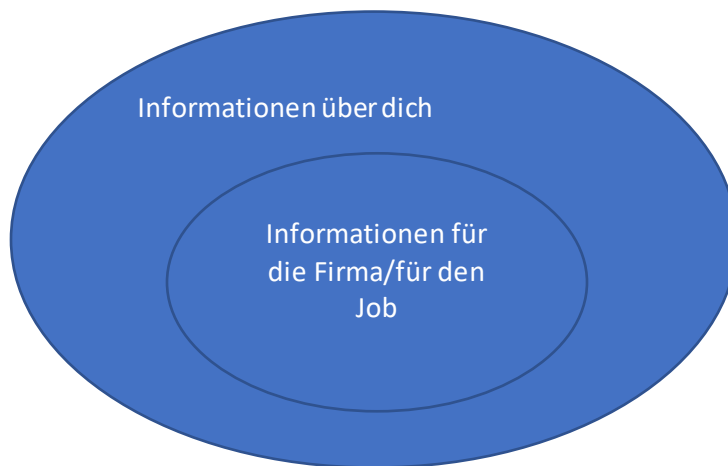 Informationen über dich
Informationen für
die Firma/für den
Job